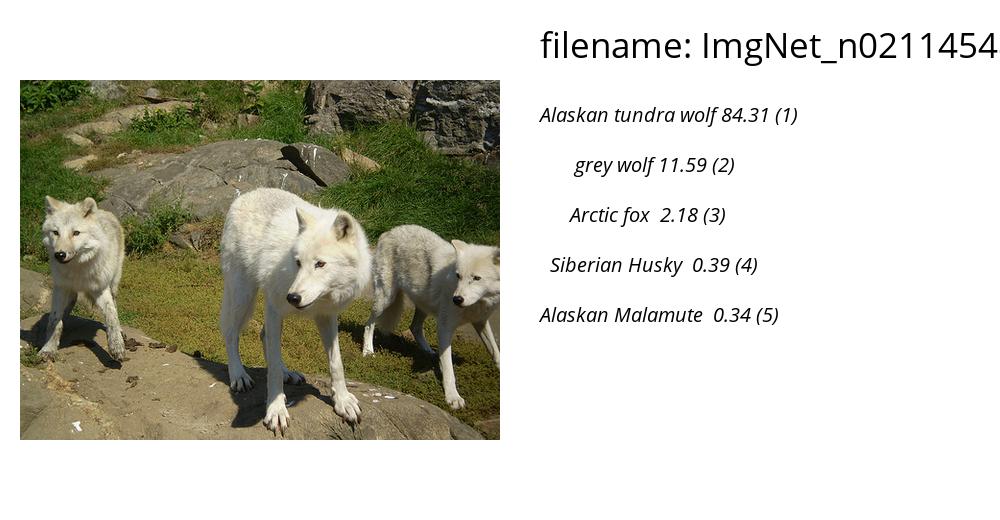 filename: ImgNet_n0211454
Alaskan tundra wolf 84.31 (1)
grey wolf 11.59 (2)
Arctic fox 2.18 (3)
Siberian Husky 0.39 (4)
Alaskan Malamute 0.34 (5)